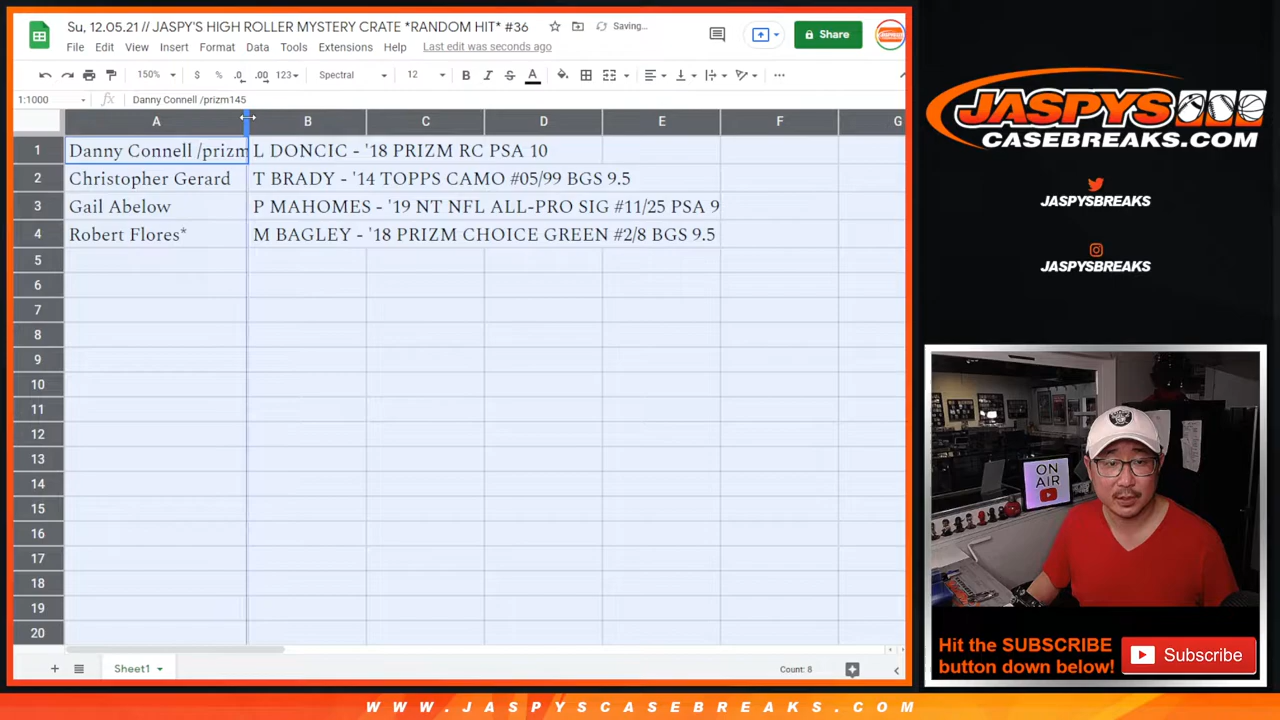 Su, 12.05.21 // JASPY'S HIGH ROLLER MYSTERY CRATE *RANDOM HIT* #36
Saving...
File Edit View Insert Format Data Tools Extensions Help Last edit was seconds ago
Share
150% $ % .0 .00 123 Spectral 12 B I S A
1:1000 fx Danny Connell /prizm145
A B C D E F G
1 Danny Connell /prizm L DONCIC - '18 PRIZM RC PSA 10
2 Christopher Gerard T BRADY - '14 TOPPS CAMO #05/99 BGS 9.5
3 Gail Abelow P MAHOMES - '19 NT NFL ALL-PRO SIG #11/25 PSA 9
4 Robert Flores* M BAGLEY - '18 PRIZM CHOICE GREEN #2/8 BGS 9.5
5
6
7
8
9
10
11
12
13
14
15
16
17
18
19
20
Sheet1
Count: 8
JASPYS
CASEBREAKS.COM
JASPYSBREAKS
JASPYSBREAKS
ON
AIR
Hit the SUBSCRIBE
button down below!
Subscribe
WWW.JASPYSCASEBREAKS.COM